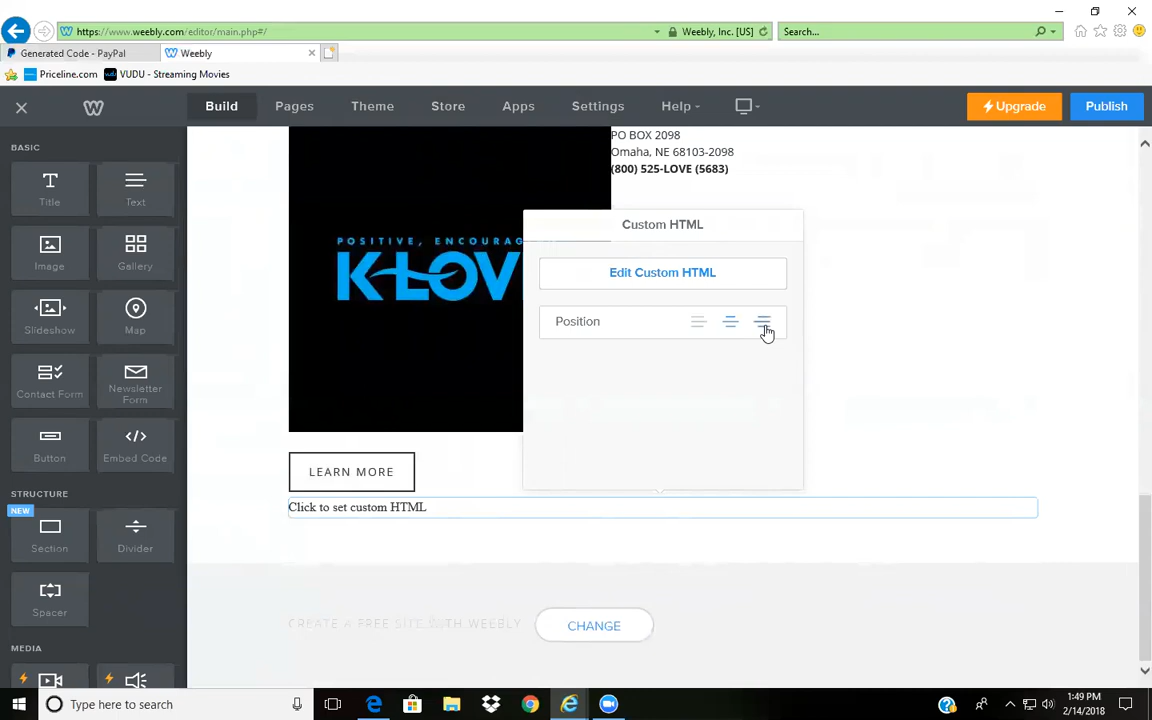 https://www.weebly.com/editor/main.php#/
Weebly, Inc. [US]
Search...
Generated Code - PayPal
Weebly
Priceline.com
VUDU - Streaming Movies
Build
Pages
Theme
Store
Apps
Settings
Help
Upgrade
Publish
BASIC
Title
Text
Image
Gallery
Slideshow
Map
Contact Form
Newsletter
Form
Button
Embed Code
STRUCTURE
NEW
Section
Divider
Spacer
MEDIA
PO BOX 2098
Omaha, NE 68103-2098
(800) 525-LOVE (5683)
POSITIVE, ENCOURAG
K-LOV
Custom HTML
Edit Custom HTML
Position
LEARN MORE
Click to set custom HTML
CREATE A FREE SITE WITH WEEBLY
CHANGE
Type here to search
1:49 PM
2/14/2018